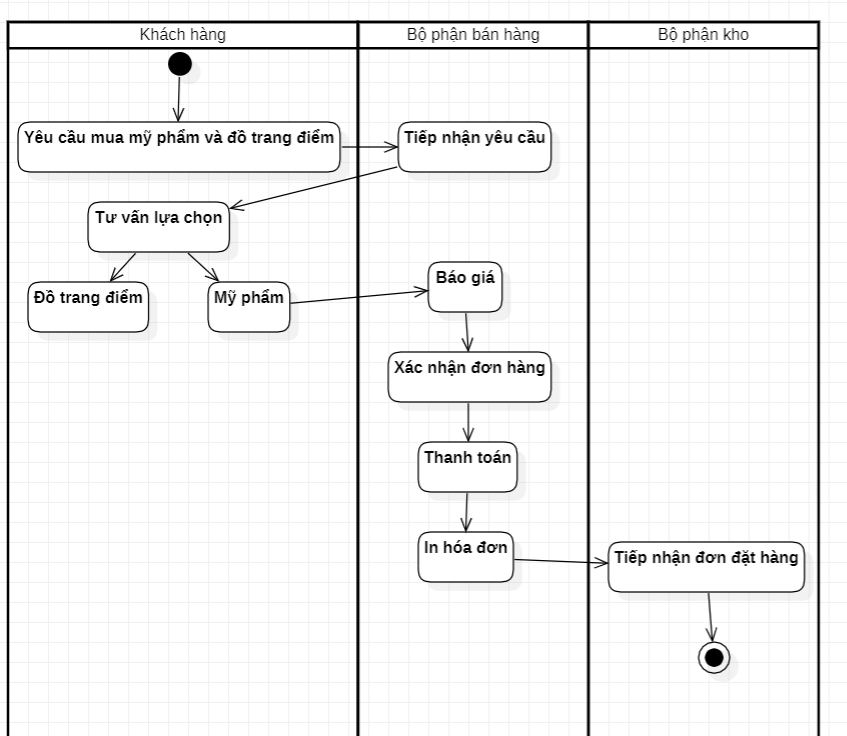 Khách hàng
Bộ phận bán hàng
Bộ phận kho
Yêu cầu mua mỹ phẩm và đồ trang điểm
Tiếp nhận yêu cầu
Tư vấn lựa chọn
Đồ trang điểm
Mỹ phẩm
Báo giá
Xác nhận đơn hàng
Thanh toán
In hóa đơn
Tiếp nhận đơn đặt hàng